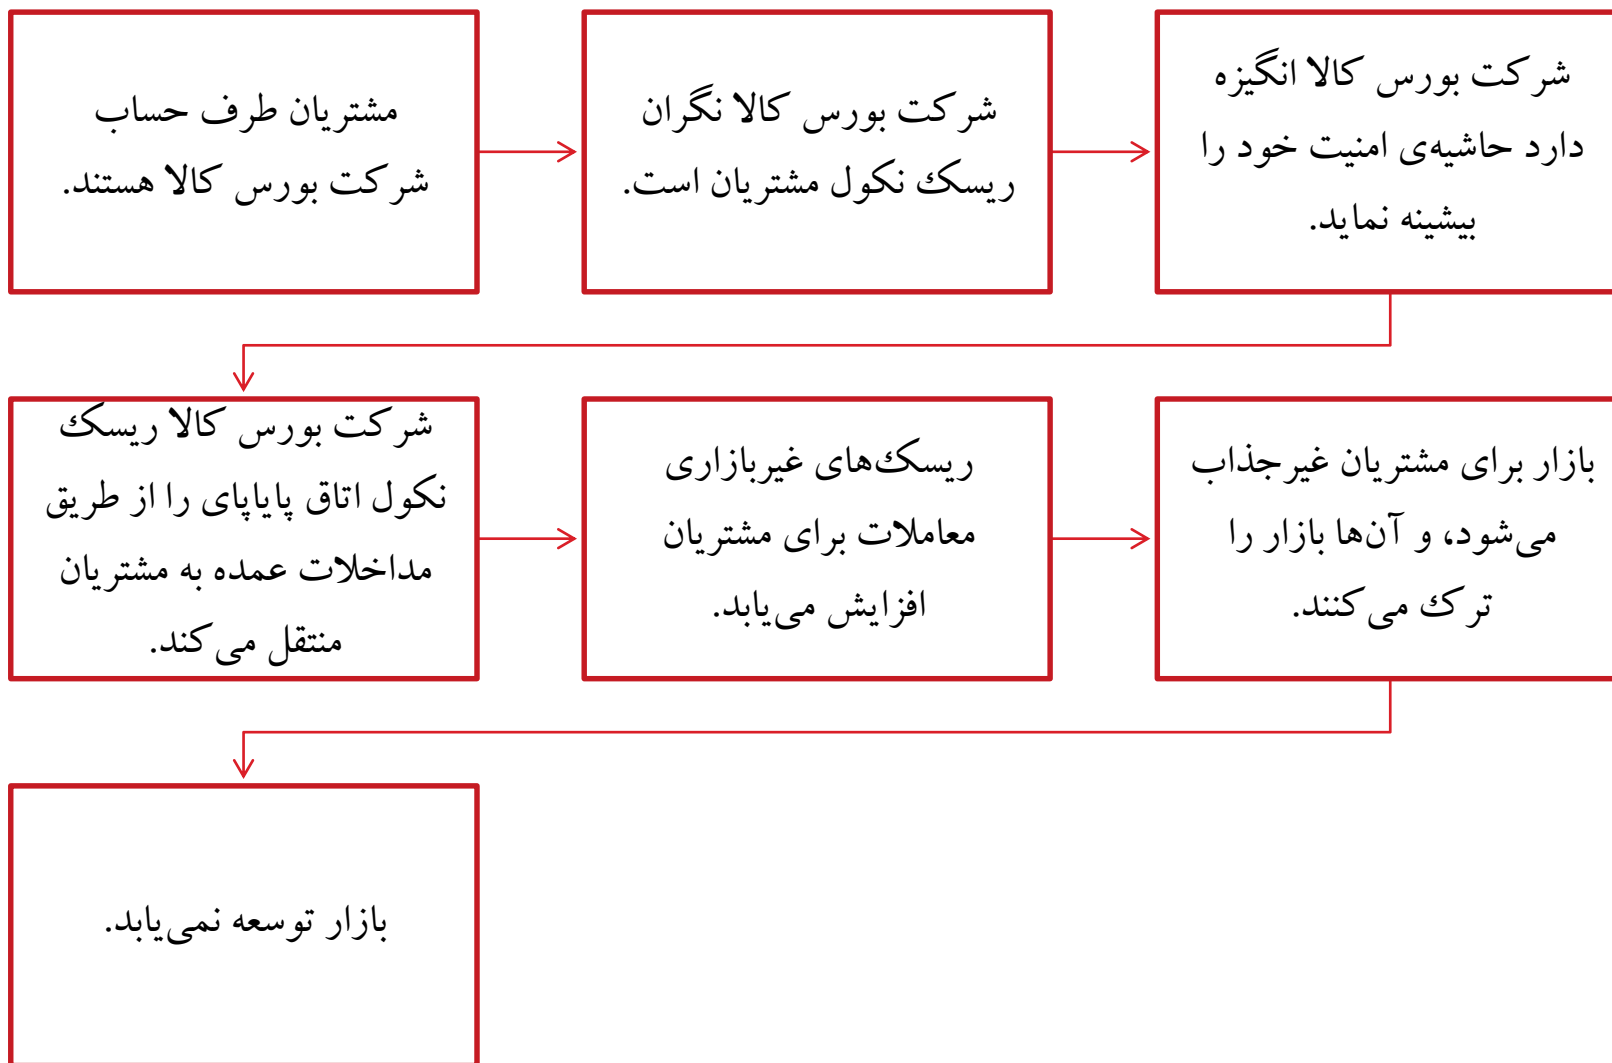 مشتریان طرف حساب
شرکت بورس کالا هستند.
شرکت بورس کالا نگران
ریسک نکول مشتریان است.
شرکت بورس کالا انگیزه
دارد حاشیه‌ی امنیت خود را
بیشینه نماید.
شرکت بورس کالا ریسک
نکول اتاق پایاپای را از طریق
مداخلات عمده به مشتریان
منتقل می‌کند.
ریسک‌های غیربازاری
معاملات برای مشتریان
افزایش می‌یابد.
بازار برای مشتریان غیرجذاب
می‌شود، و آن‌ها بازار را
ترک می‌کنند.
بازار توسعه نمی‌یابد.